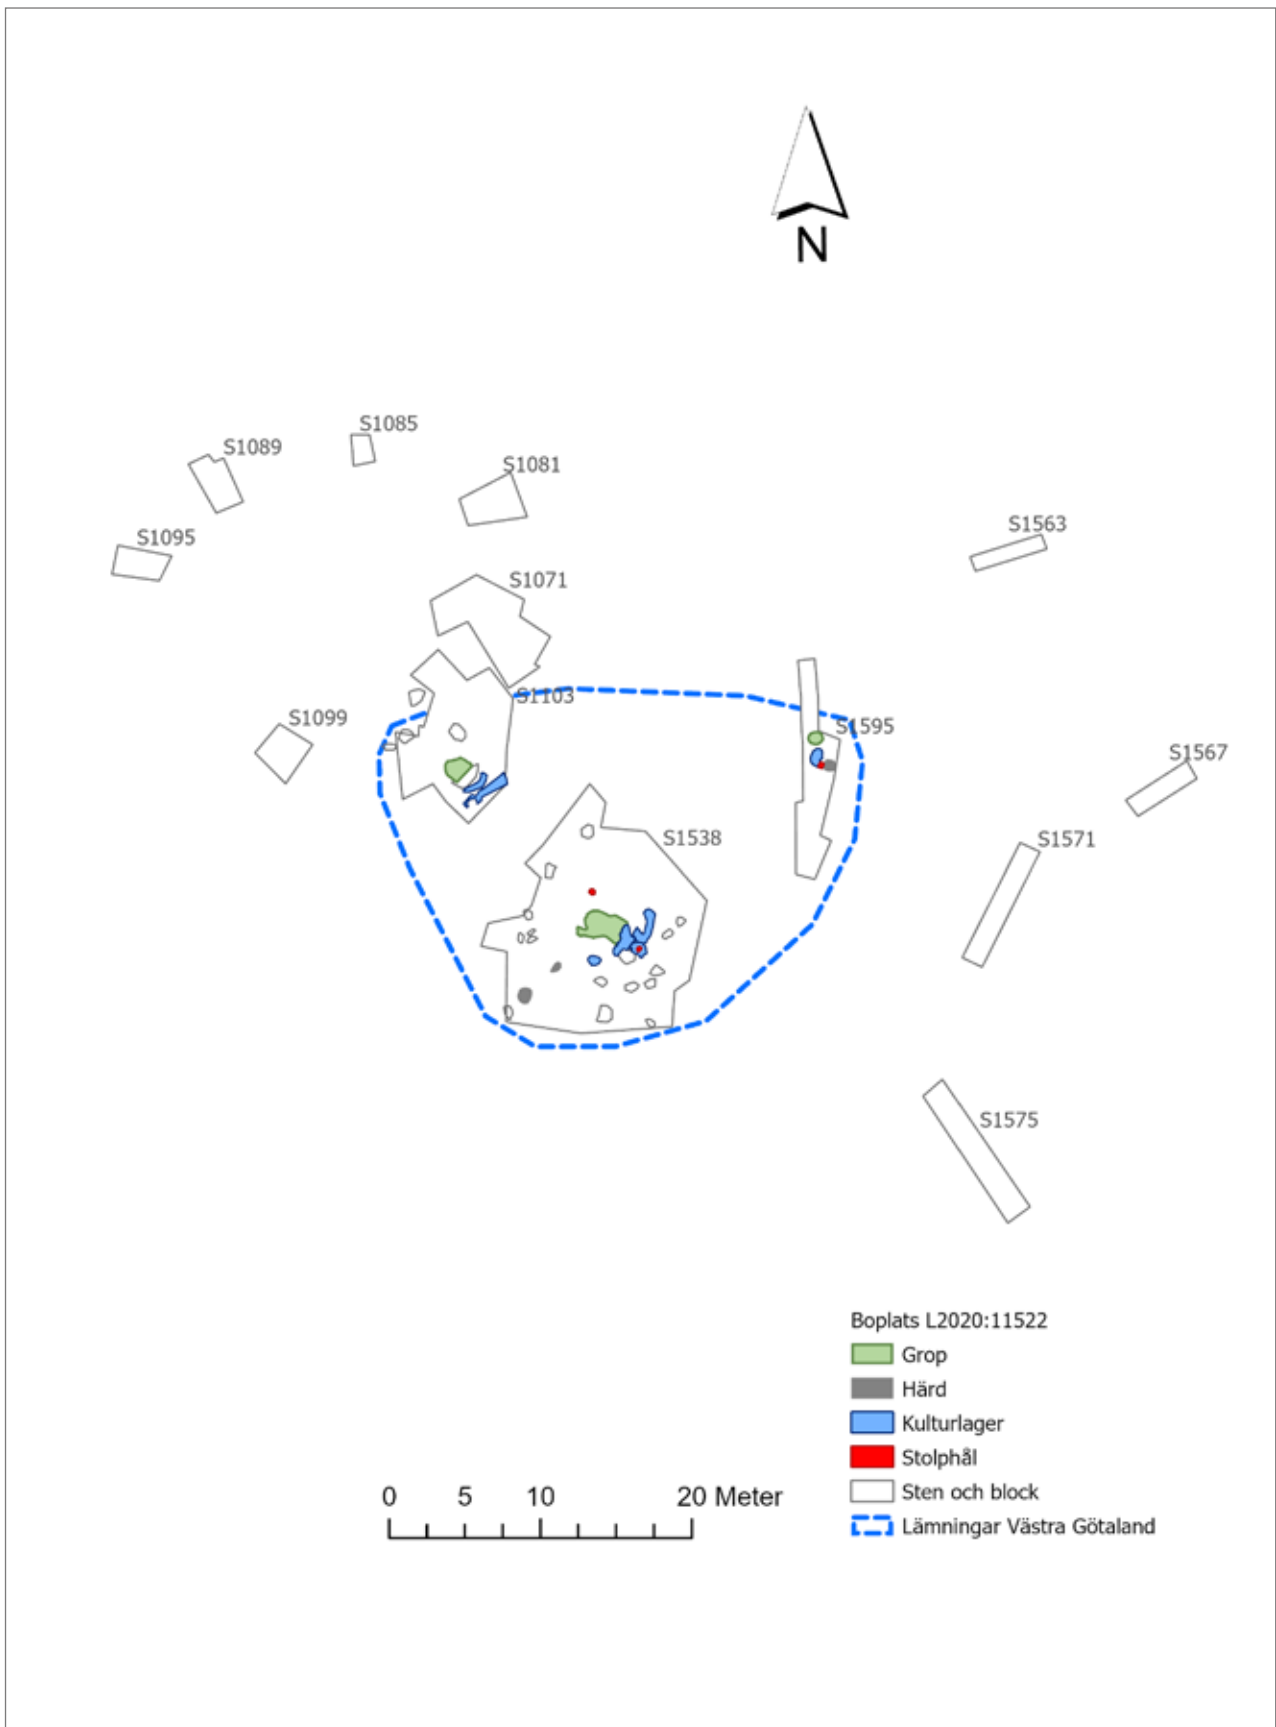 N
S1085
S1089
S1081
S1095
S1563
S1071
S1103
S1099
S1595
S1567
S1538
S1571
S1575
Boplats L2020:11522
Grop
Härd
Kulturlager
Stolphål
Sten och block
Lämningar Västra Götaland
0 5 10 20 Meter